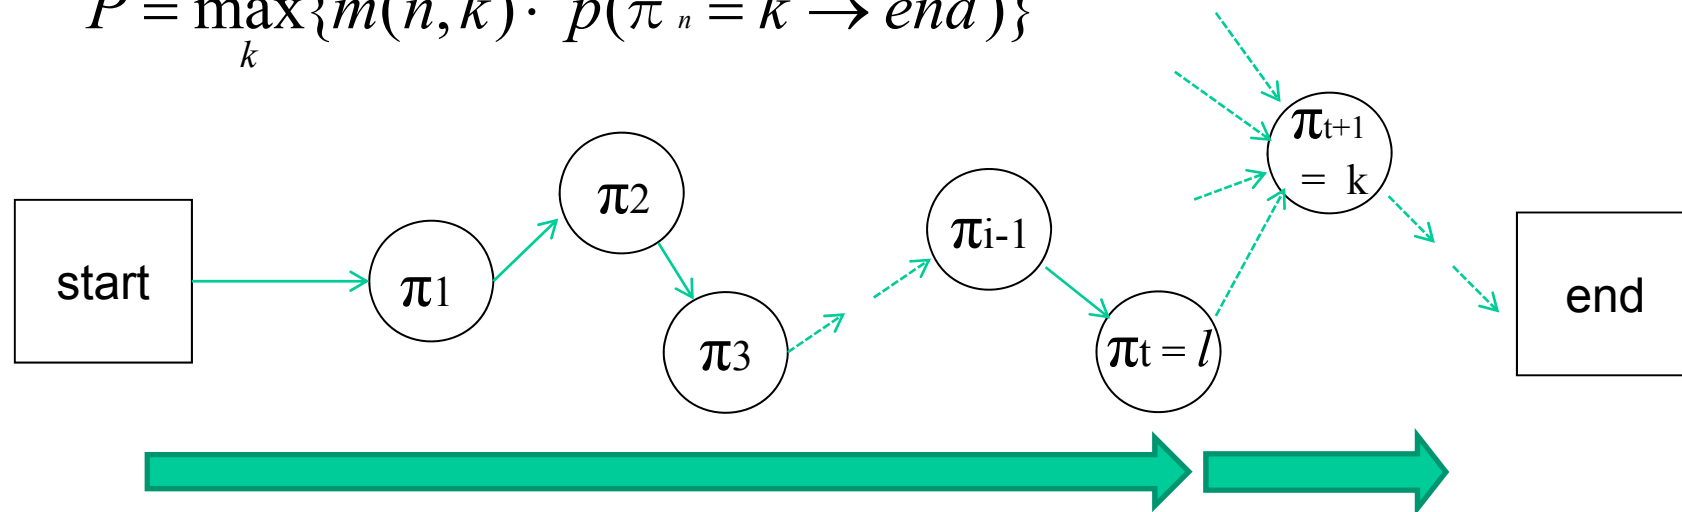 P = max{m(n, k) · p(π n = k → end)}
k
start
π1
π2
π3
πi-1
πt = l
πt+1
= k
end